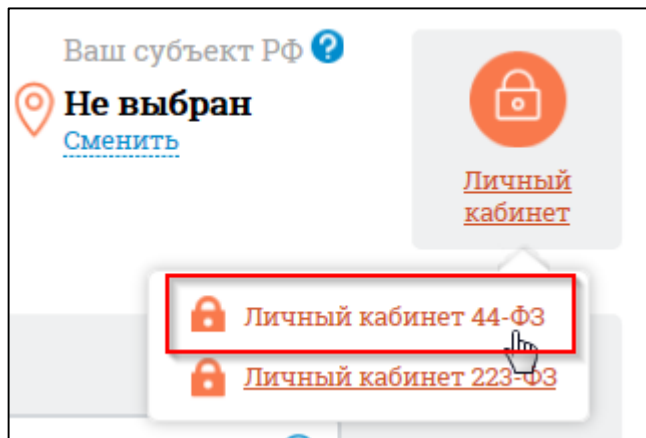 Ваш субъект РФ ?
Не выбран
Сменить
Личный
кабинет
Личный кабинет 44-ФЗ
Личный кабинет 223-ФЗ